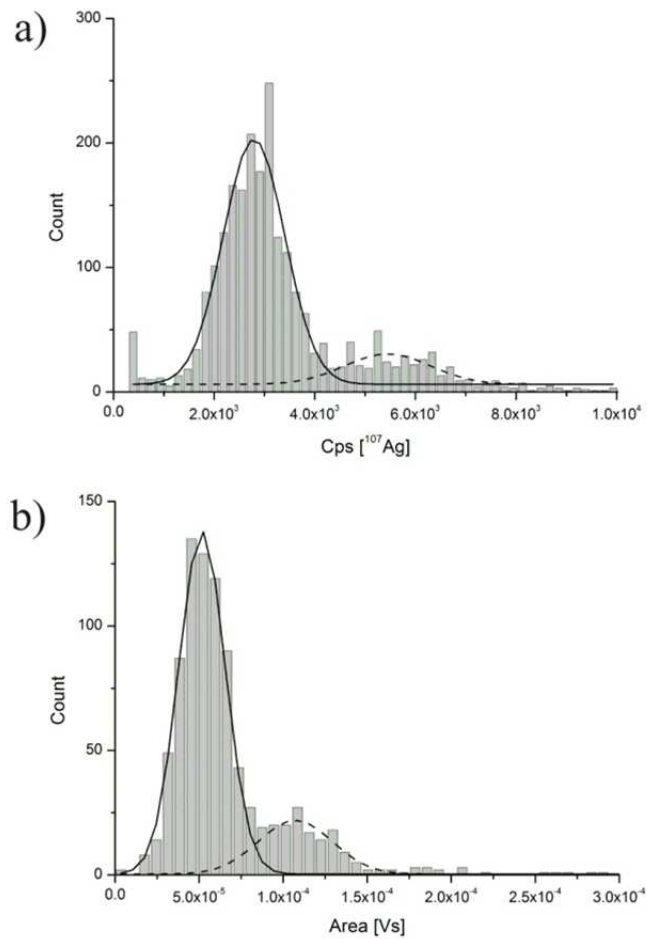 a)
300
200
100
0
Count
0.0 2.0x10³ 4.0x10³ 6.0x10³ 8.0x10³ 1.0x10⁴
Cps [¹⁰⁷Ag]
b)
150
100
50
0
Count
0.0 5.0x10⁻⁵ 1.0x10⁻⁴ 1.5x10⁻⁴ 2.0x10⁻⁴ 2.5x10⁻⁴ 3.0x10⁻⁴
Area [Vs]